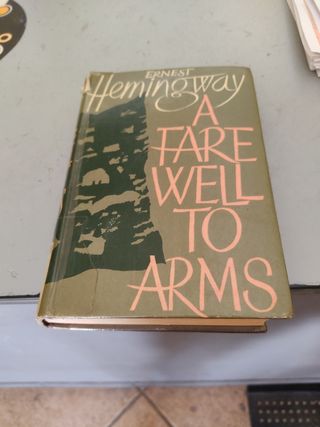 ERNEST
Hemingway
A
FARE
WELL
TO
ARMS